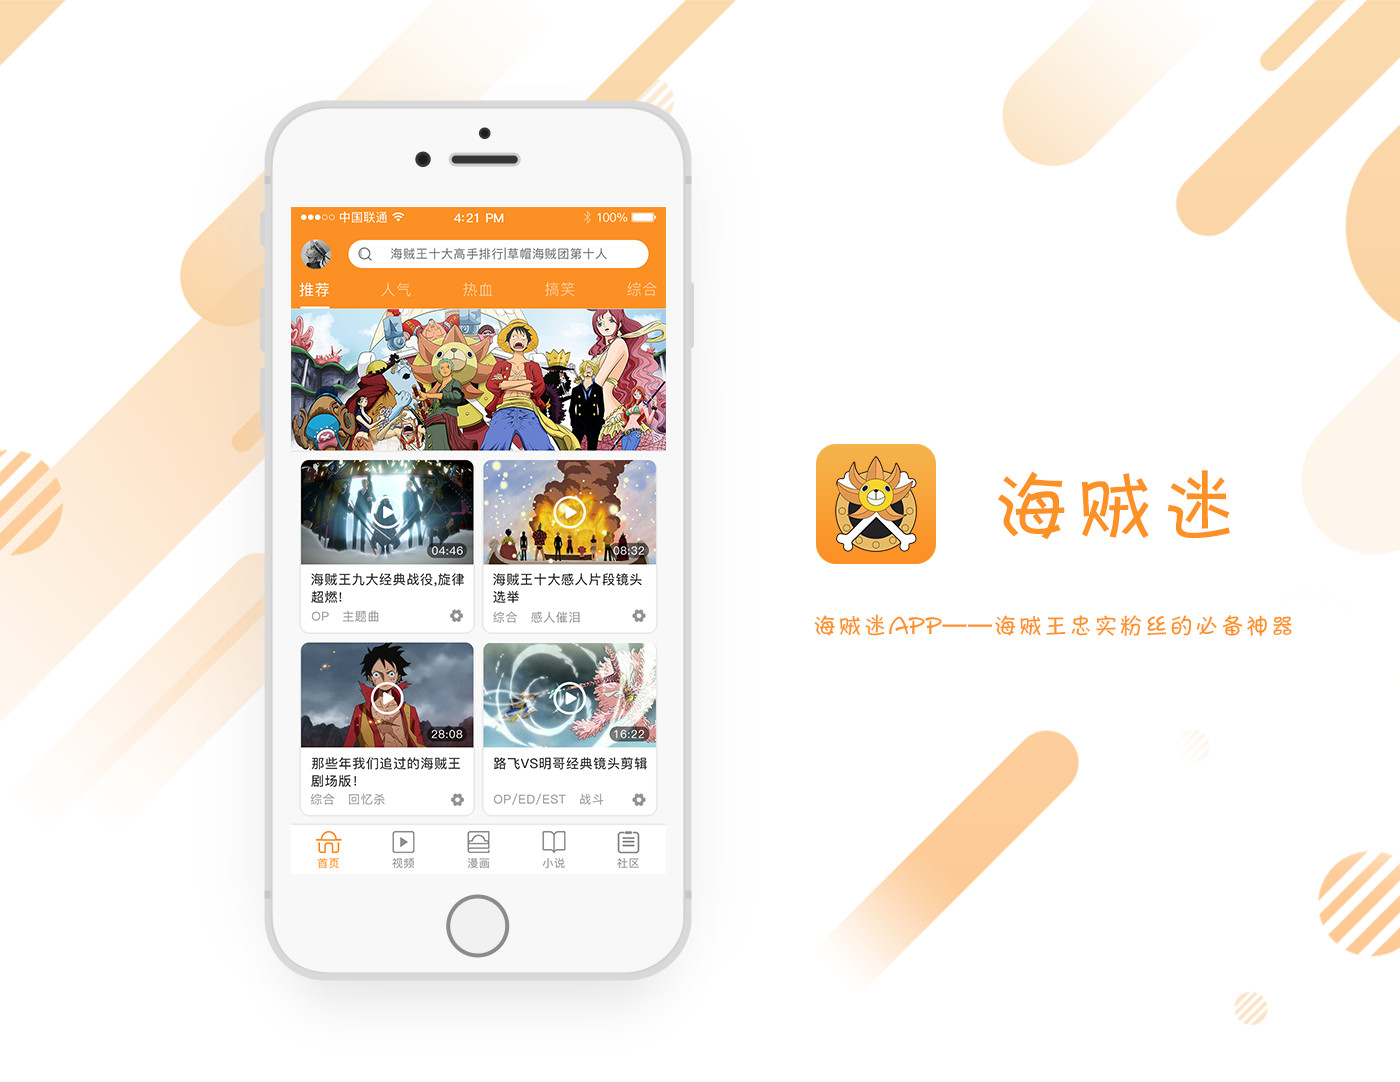 中国联通 4:21 PM 100%
海贼王十大高手排行|草帽海贼团第十人
推荐 人气 热血 搞笑 综合
04:46
08:32
海贼王九大经典战役,旋律
超燃!
OP 主题曲
海贼王十大感人片段镜头
选举
综合 感人催泪
28:08
16:22
那些年我们追过的海贼王
剧场版!
综合 回忆杀
路飞VS明哥经典镜头剪辑
OP/ED/EST 战斗
首页 视频 漫画 小说 社区
海贼迷
海贼迷APP——海贼王忠实粉丝的必备神器